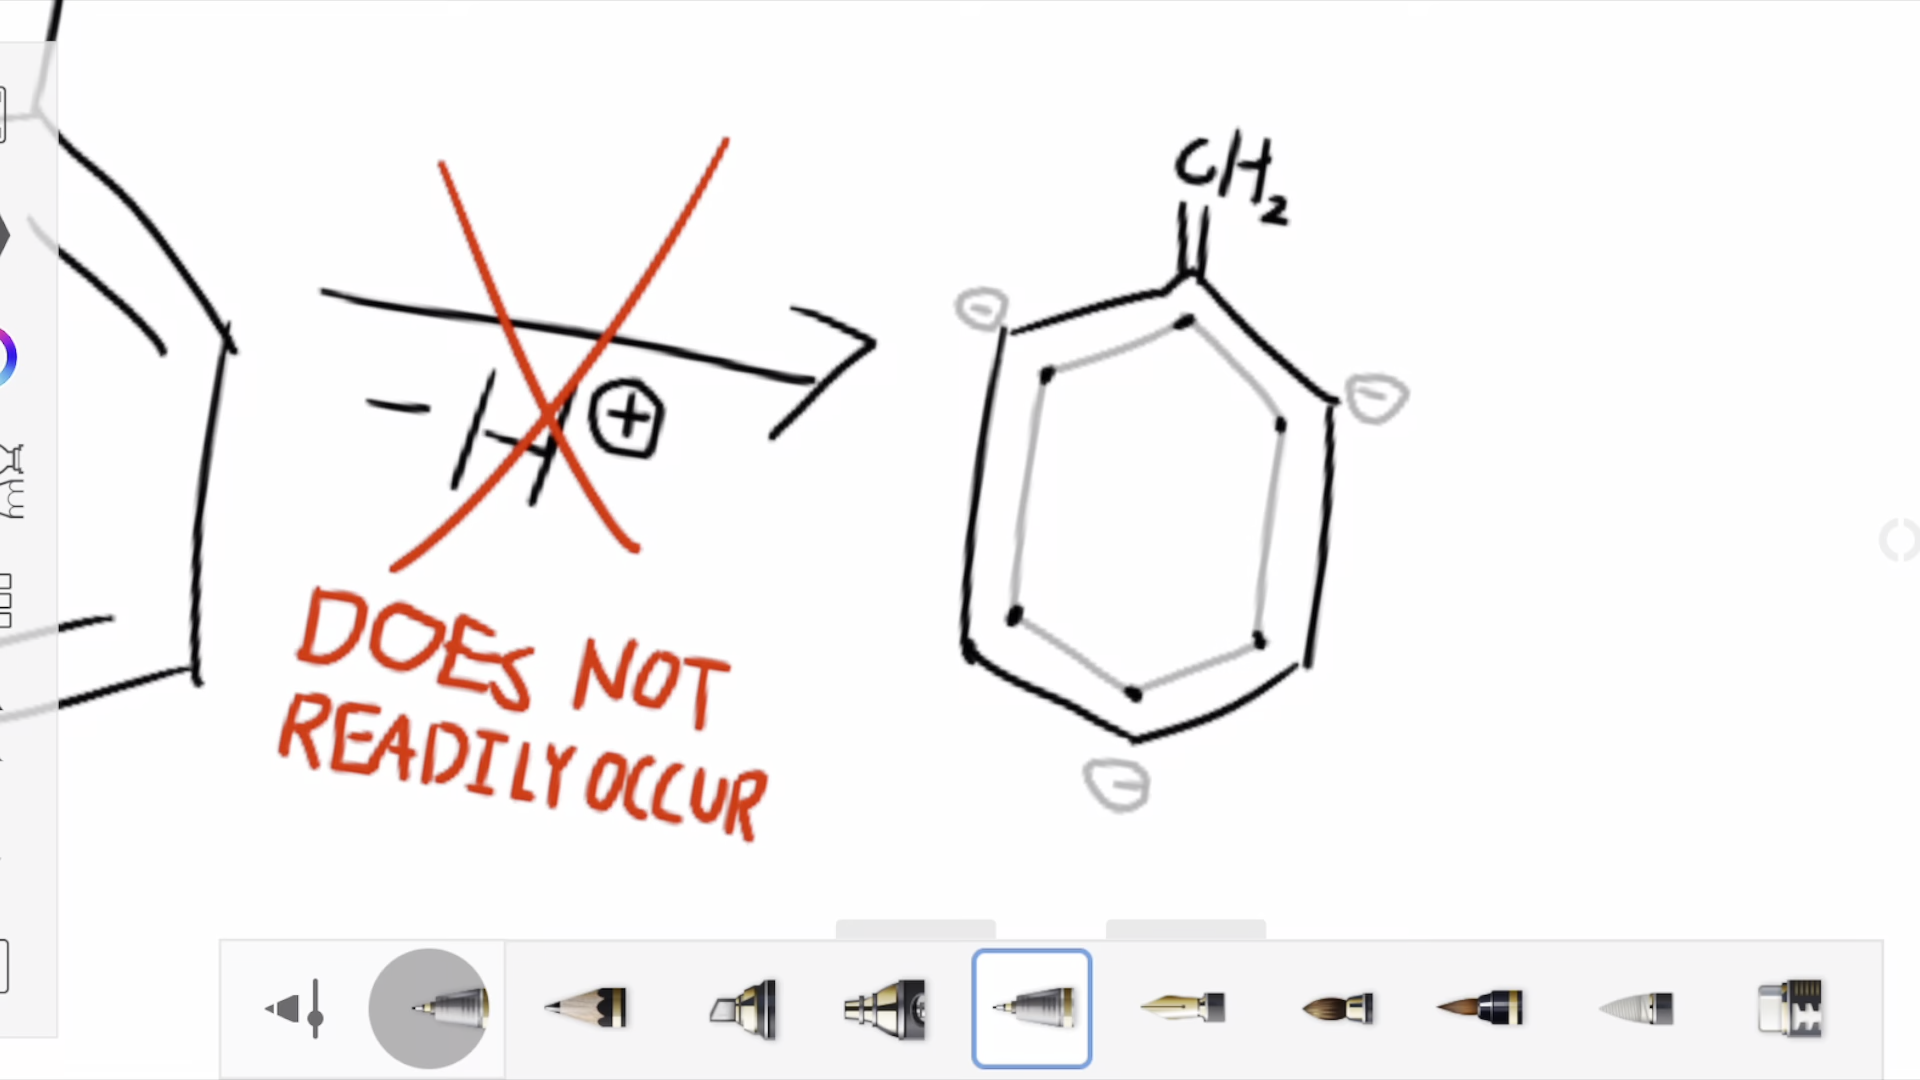 CH₂
⊖
⊖
- H ⊕
DOES NOT
READILY OCCUR
⊖